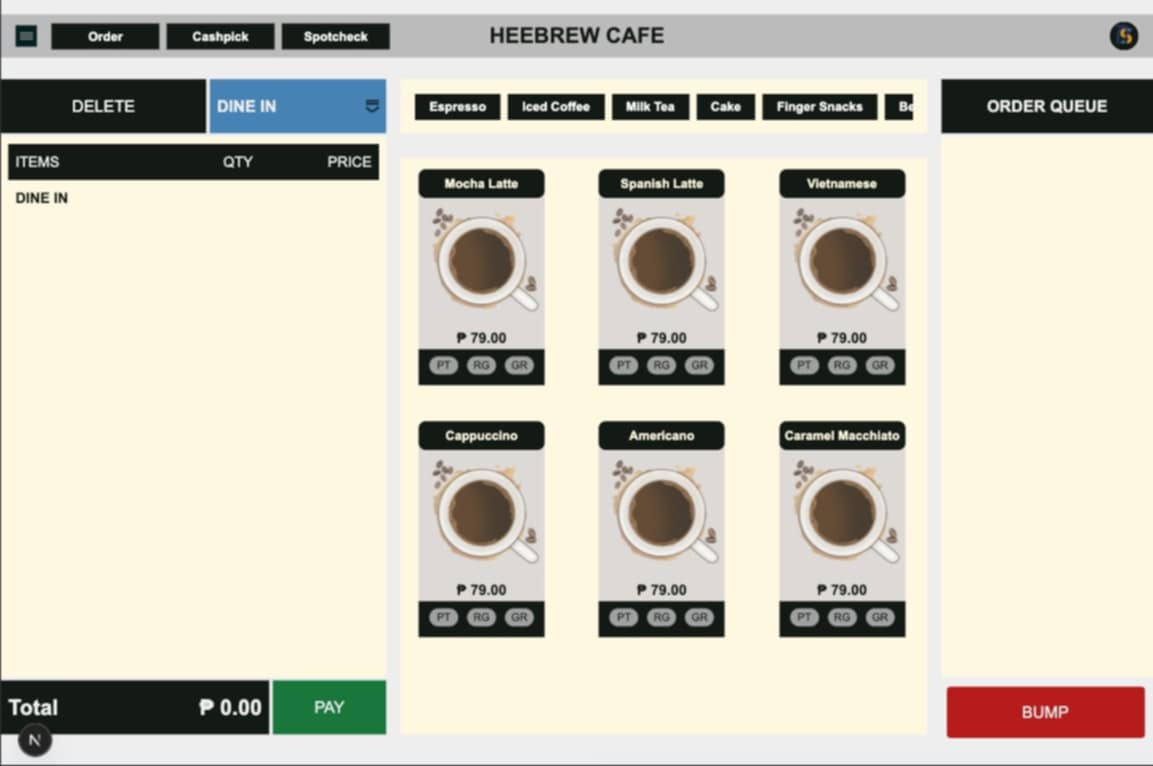 Order Cashpick Spotcheck HEEBREW CAFE
DELETE DINE IN
ITEMS QTY PRICE
DINE IN
Total ₱ 0.00 PAY
N
Espresso Iced Coffee Milk Tea Cake Finger Snacks Be
Mocha Latte Spanish Latte Vietnamese
₱ 79.00 ₱ 79.00 ₱ 79.00
PT RG GR PT RG GR PT RG GR
Cappuccino Americano Caramel Macchiato
₱ 79.00 ₱ 79.00 ₱ 79.00
PT RG GR PT RG GR PT RG GR
ORDER QUEUE
BUMP